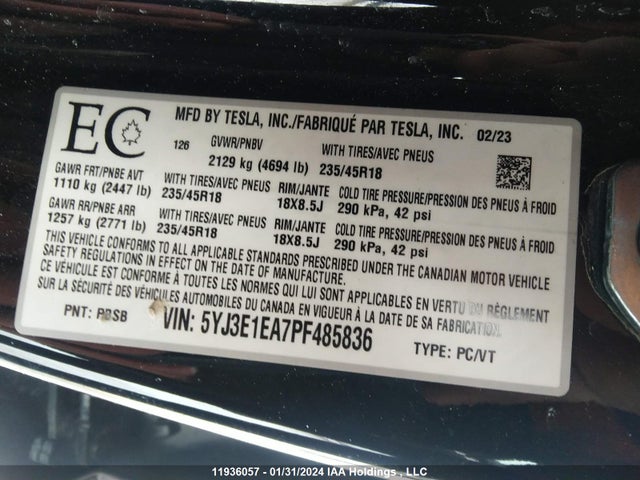 EC
MFD BY TESLA, INC./FABRIQUÉ PAR TESLA, INC. 02/23
126 GVWR/PNBV WITH TIRES/AVEC PNEUS
2129 kg (4694 lb) 235/45R18
GAWR FRT/PNBE AVT WITH TIRES/AVEC PNEUS RIM/JANTE COLD TIRE PRESSURE/PRESSION DES PNEUS À FROID
1110 kg (2447 lb) 235/45R18 18X8.5J 290 kPa, 42 psi
GAWR RR/PNBE ARR WITH TIRES/AVEC PNEUS RIM/JANTE COLD TIRE PRESSURE/PRESSION DES PNEUS À FROID
1257 kg (2771 lb) 235/45R18 18X8.5J 290 kPa, 42 psi
THIS VEHICLE CONFORMS TO ALL APPLICABLE STANDARDS PRESCRIBED UNDER THE CANADIAN MOTOR VEHICLE
SAFETY REGULATIONS IN EFFECT ON THE DATE OF MANUFACTURE.
CE VÉHICULE EST CONFORME À TOUTES LES NORMES QUI LUI SONT APPLICABLES EN VERTU DU RÈGLEMENT
SUR LA SÉCURITÉ DES VÉHICULES AUTOMOBILES DU CANADA EN VIGUEUR À LA DATE DE SA FABRICATION.
PNT: PBSB VIN: 5YJ3E1EA7PF485836 TYPE: PC/VT
11936057 - 01/31/2024 IAA Holdings , LLC